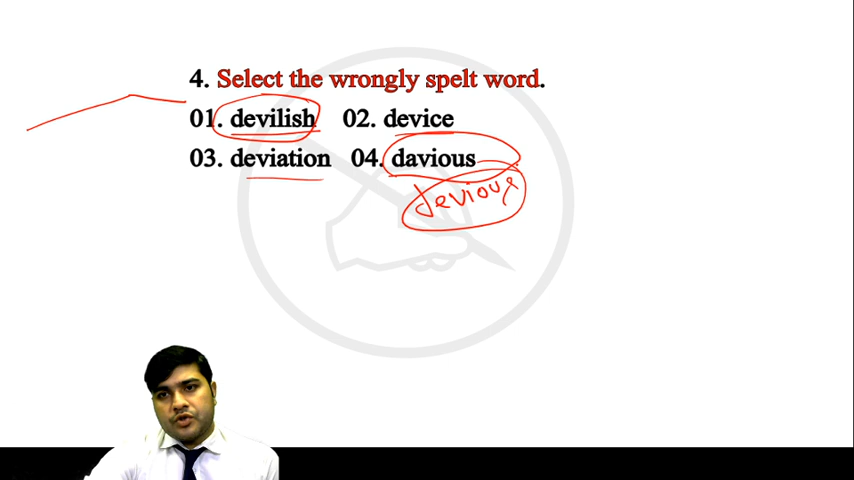 4. Select the wrongly spelt word.
01. devilish 02. device
03. deviation 04. davious
devious